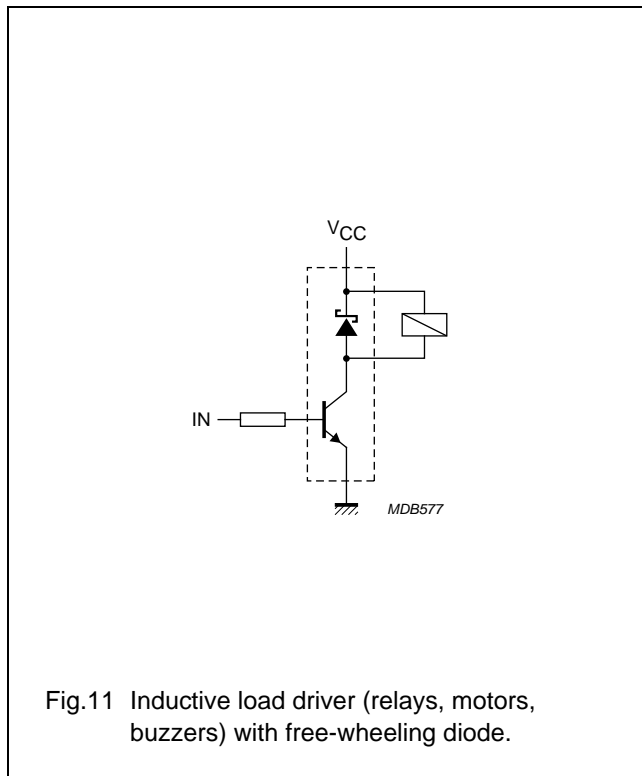 VCC
IN
MDB577
Fig.11 Inductive load driver (relays, motors,
buzzers) with free-wheeling diode.